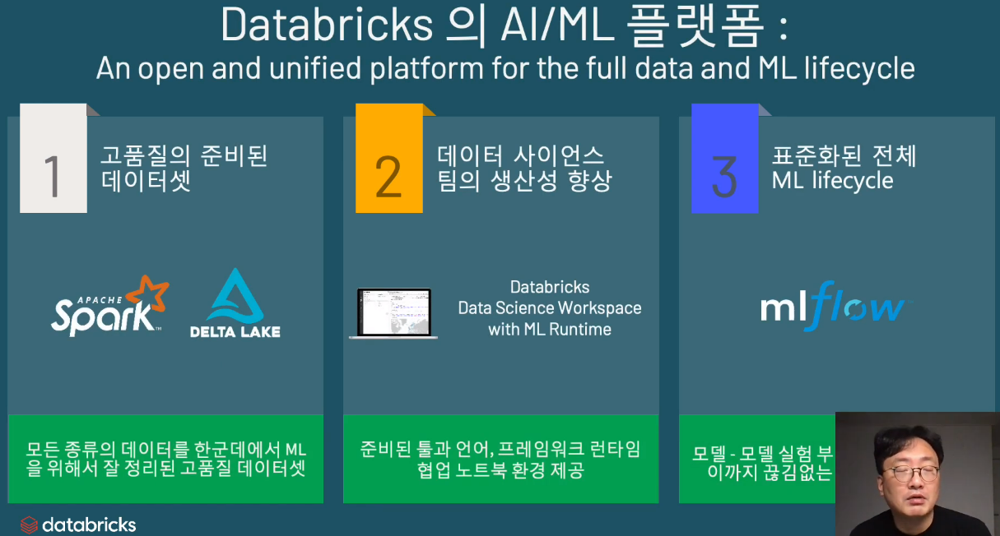 Databricks 의 AI/ML 플랫폼 :
An open and unified platform for the full data and ML lifecycle
1
고품질의 준비된
데이터셋
APACHE
Spark™
DELTA LAKE
모든 종류의 데이터를 한군데에서 ML
을 위해서 잘 정리된 고품질 데이터셋
2
데이터 사이언스
팀의 생산성 향상
Databricks
Data Science Workspace
with ML Runtime
준비된 툴과 언어, 프레임워크 런타임
협업 노트북 환경 제공
3
표준화된 전체
ML lifecycle
mlflow
모델 - 모델 실험 부
이까지 끊김없는
databricks